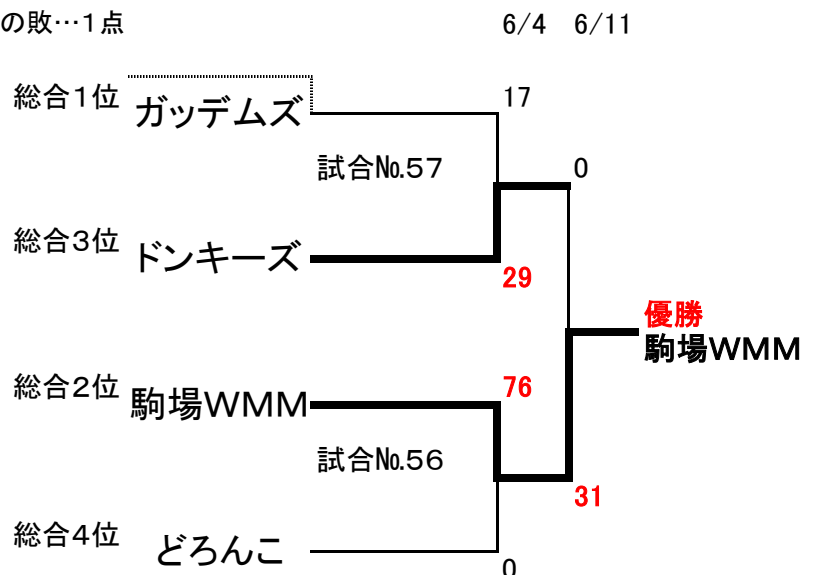 の敗…1点
6/4 6/11
総合1位 ガッデムズ
17
試合№57
0
総合3位 ドンキーズ
29
優勝
駒場WMM
総合2位 駒場WMM
76
試合№56
31
総合4位 どろんこ
0